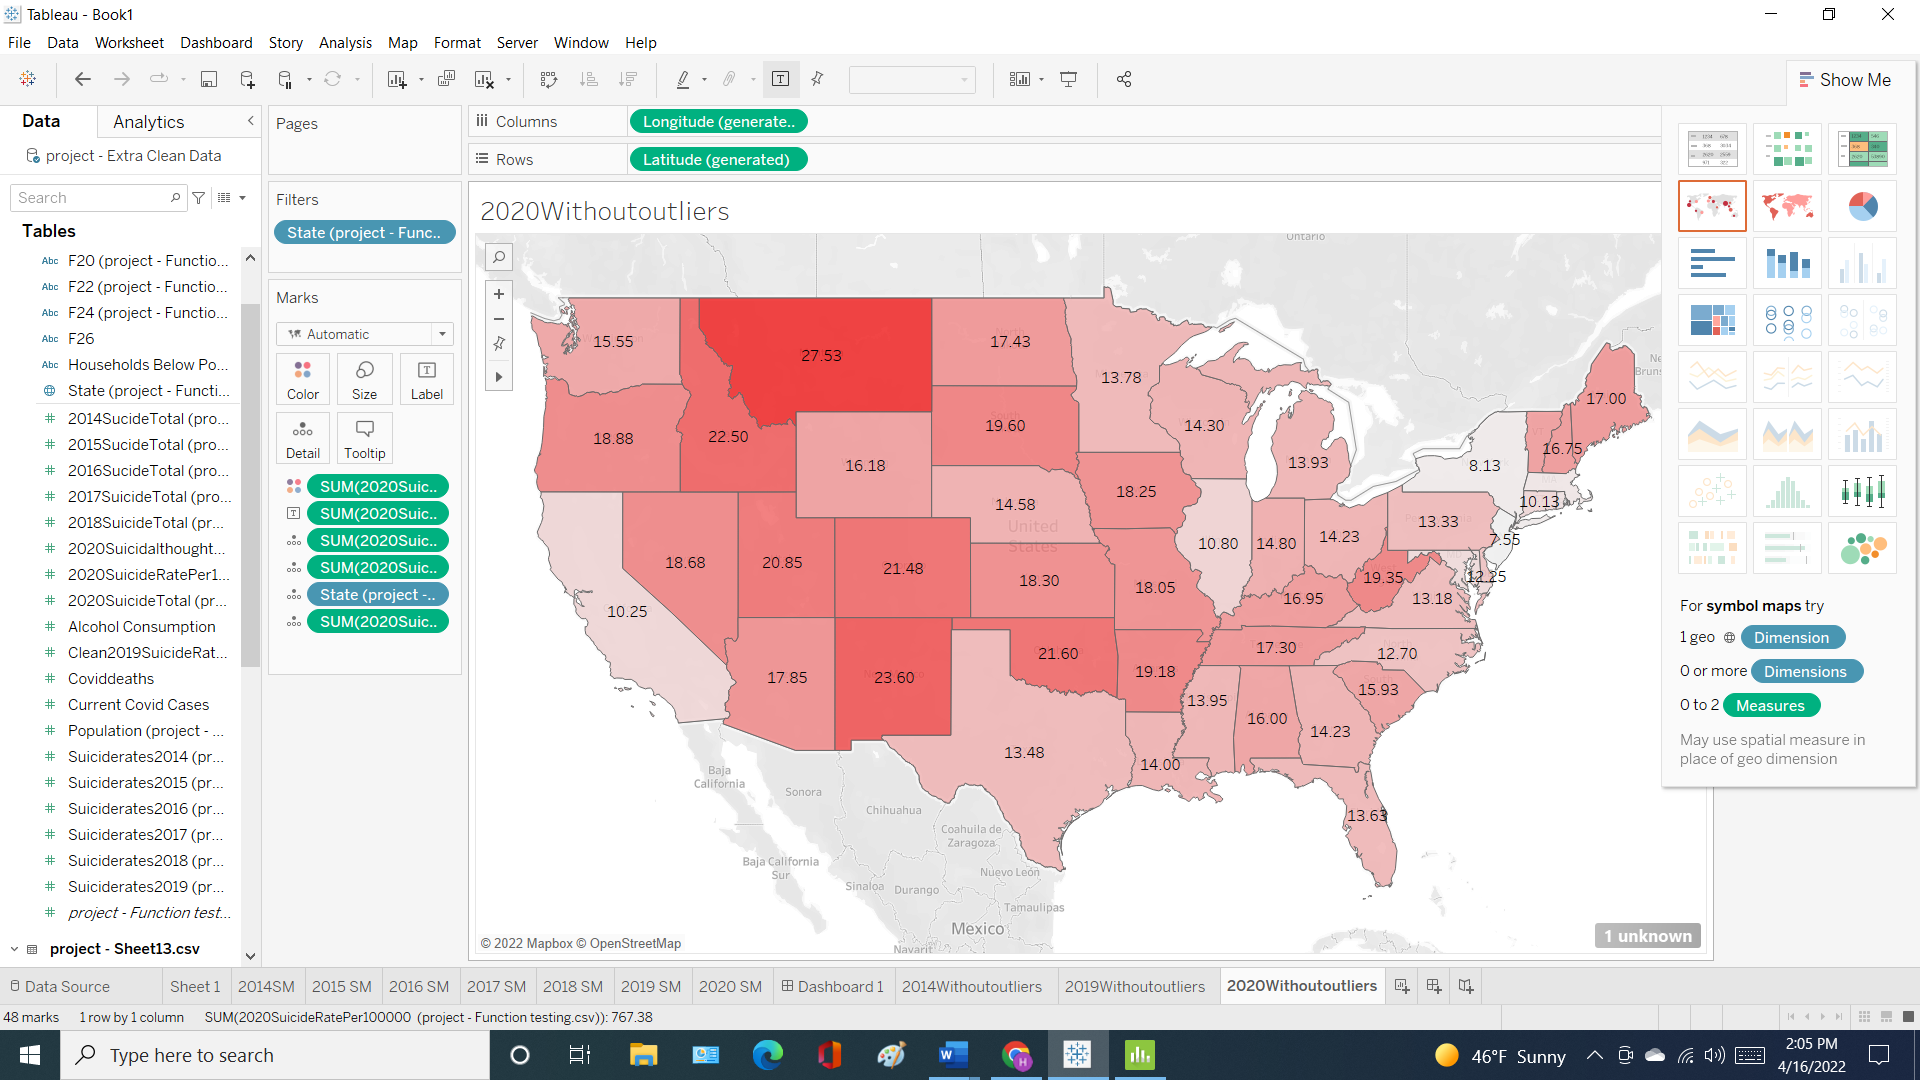 Tableau - Book1
File Data Worksheet Dashboard Story Analysis Map Format Server Window Help
Show Me
Data Analytics
project - Extra Clean Data
Search
Tables
Abc F20 (project - Functio...
Abc F22 (project - Functio...
Abc F24 (project - Functio...
Abc F26
Abc Households Below Po...
State (project - Functi...
# 2014SucideTotal (pro...
# 2015SucideTotal (pro...
# 2016SucideTotal (pro...
# 2017SuicideTotal (pro...
# 2018SuicideTotal (pr...
# 2020Suicidalthought...
# 2020SuicideRatePer1...
# 2020SuicideTotal (pr...
# Alcohol Consumption
# Clean2019SuicideRat...
# Coviddeaths
# Current Covid Cases
# Population (project - ...
# Suiciderates2014 (pr...
# Suiciderates2015 (pr...
# Suiciderates2016 (pr...
# Suiciderates2017 (pr...
# Suiciderates2018 (pr...
# Suiciderates2019 (pr...
# project - Function test...
project - Sheet13.csv
Pages
Filters
State (project - Func..
Marks
Automatic
Color Size Label
Detail Tooltip
SUM(2020Suic..
SUM(2020Suic..
SUM(2020Suic..
SUM(2020Suic..
State (project -..
SUM(2020Suic..
Columns Longitude (generate..
Rows Latitude (generated)
2020Withoutoutliers
Ontario
15.55
27.53
17.43
13.78
17.00
18.88
22.50
19.60
14.30
16.75
16.18
13.93
8.13
18.25
14.58
10.13
United
States
13.33
7.55
18.68
20.85
21.48
18.30
10.80
14.80
14.23
12.25
10.25
18.05
19.35
16.95
13.18
17.85
23.60
21.60
19.18
17.30
12.70
13.95
16.00
15.93
14.23
13.48
14.00
13.63
Baja
California
Sonora
Chihuahua
Coahuila de
Zaragoza
Baja California
Sur
Sinaloa
Durango
Nuevo León
Tamaulipas
Mexico
Navarit
© 2022 Mapbox © OpenStreetMap
1 unknown
For symbol maps try
1 geo Dimension
0 or more Dimensions
0 to 2 Measures
May use spatial measure in
place of geo dimension
Data Source Sheet 1 2014SM 2015 SM 2016 SM 2017 SM 2018 SM 2019 SM 2020 SM Dashboard 1 2014Withoutoutliers 2019Withoutoutliers 2020Withoutoutliers
48 marks 1 row by 1 column SUM(2020SuicideRatePer100000 (project - Function testing.csv)): 767.38
Type here to search
46°F Sunny
2:05 PM
4/16/2022